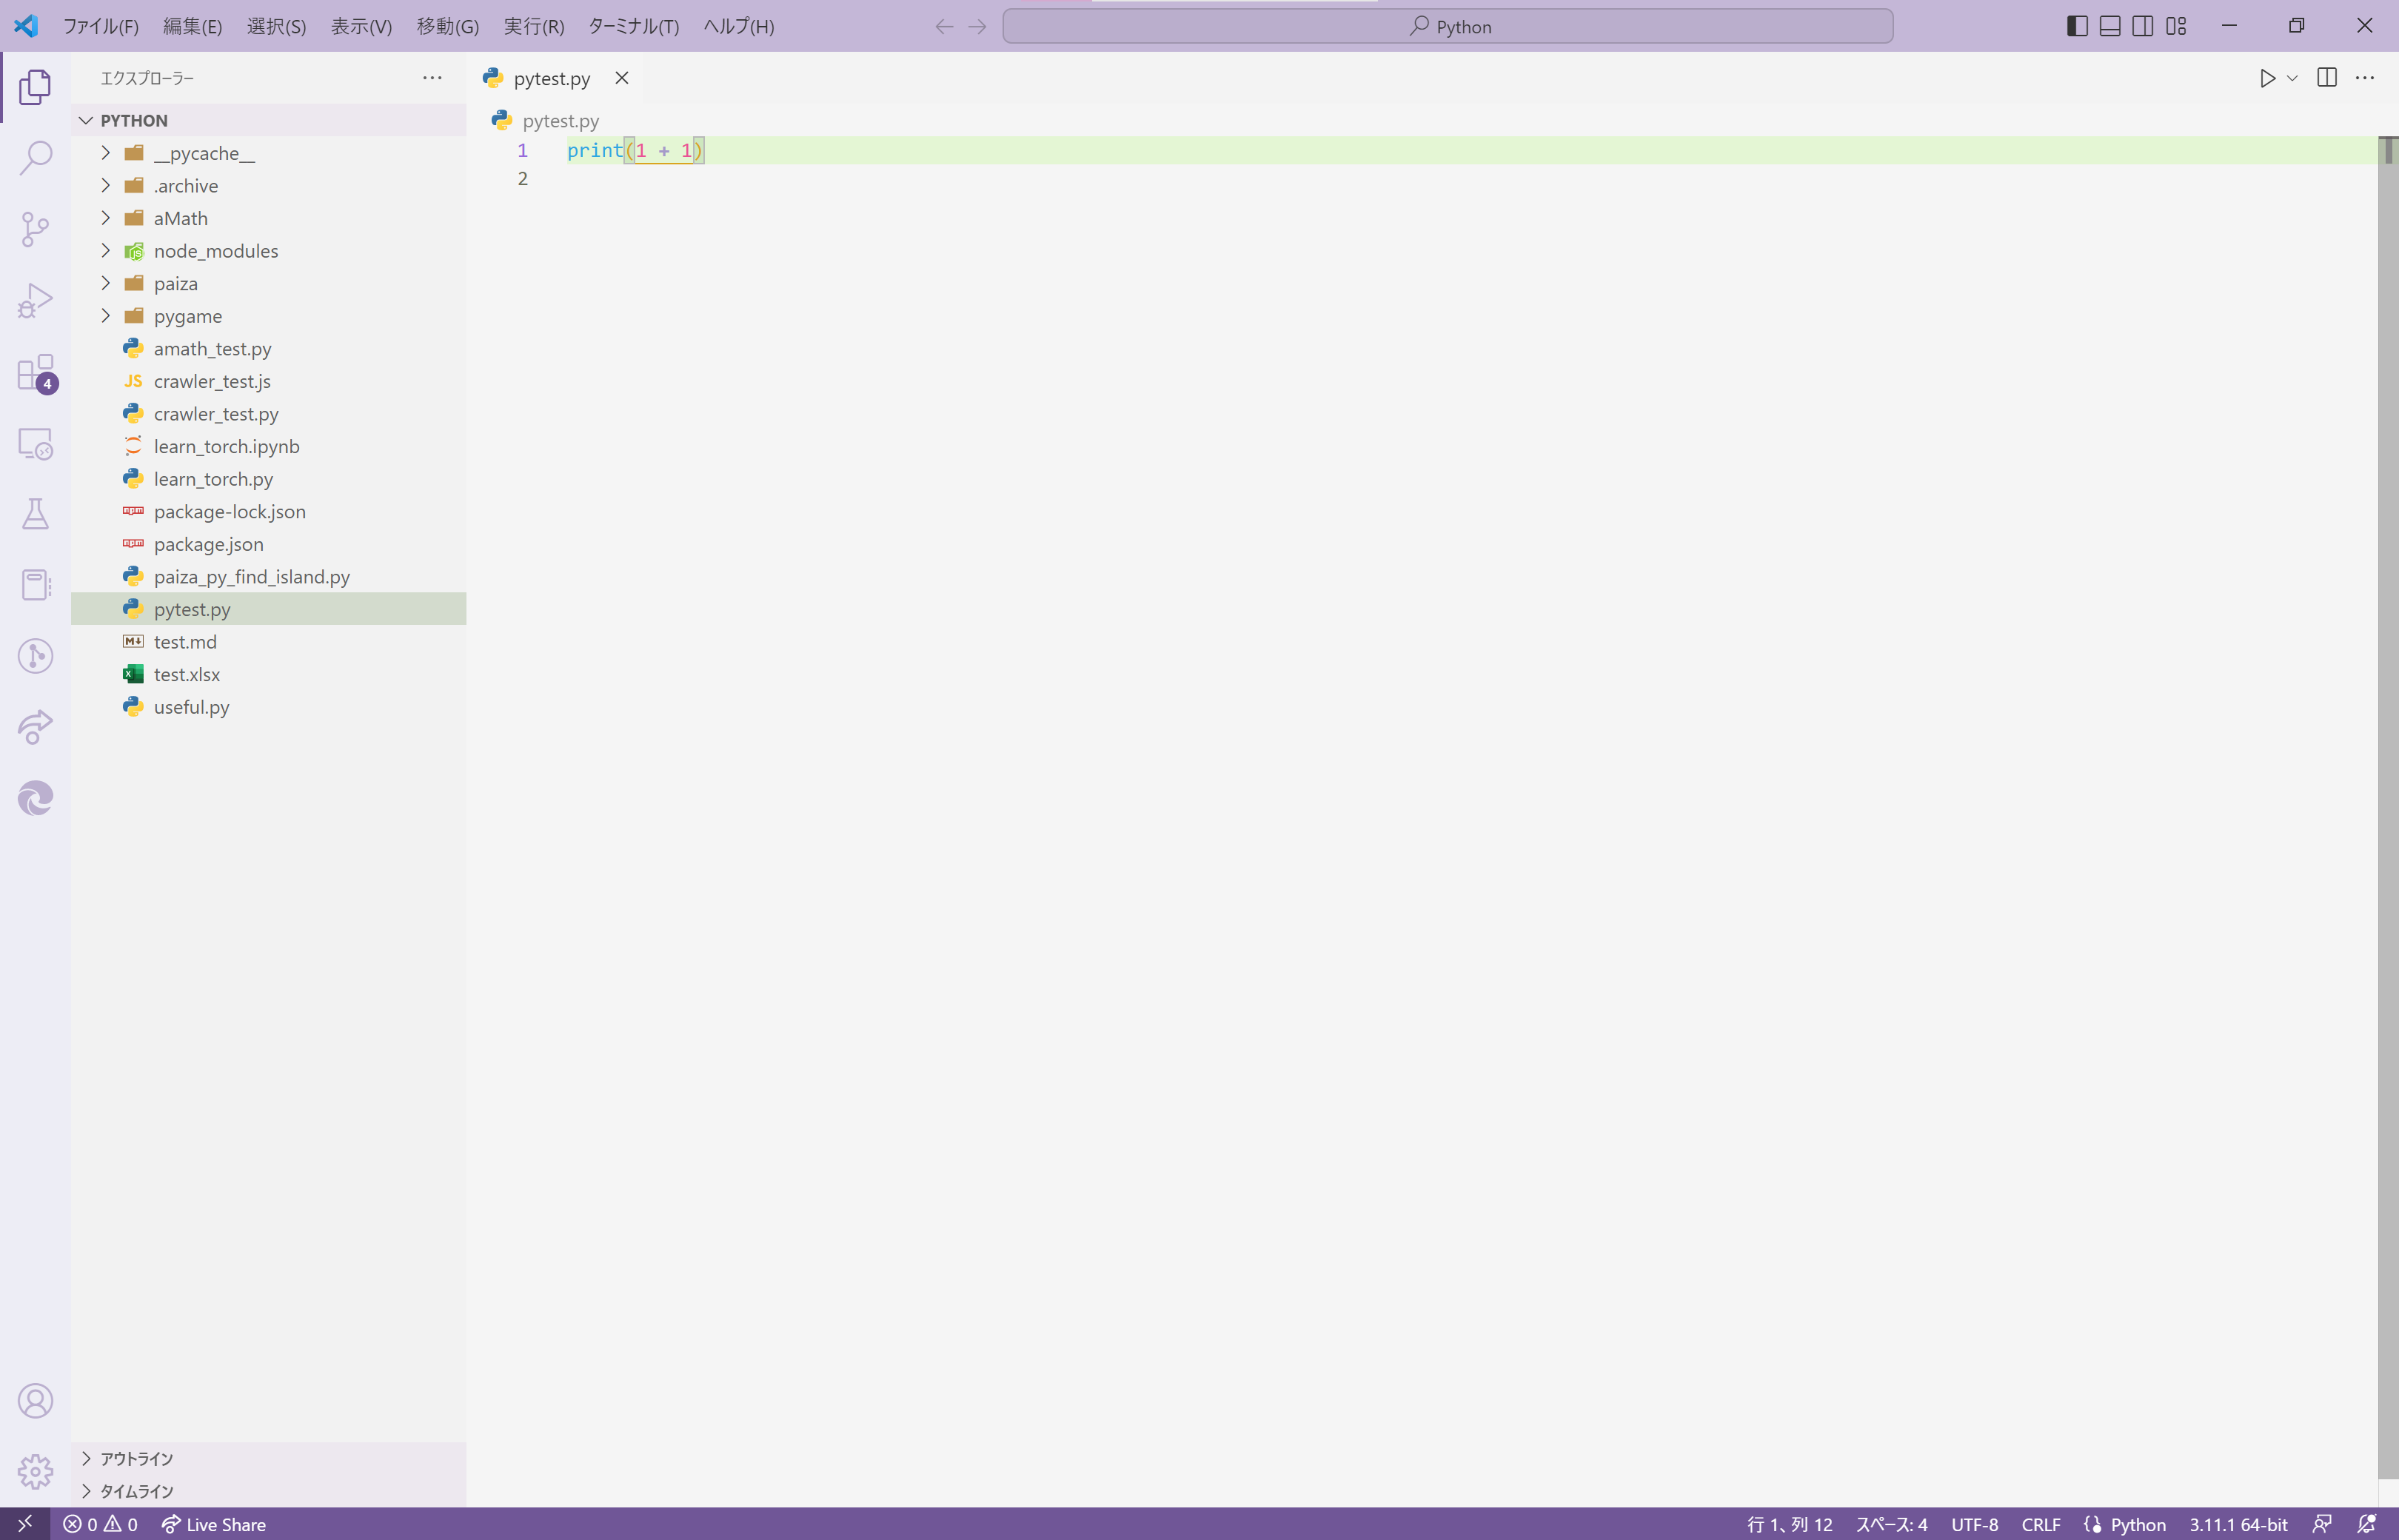 ファイル(F) 編集(E) 選択(S) 表示(V) 移動(G) 実行(R) ターミナル(T) ヘルプ(H)
Python
エクスプローラー
PYTHON
__pycache__
.archive
aMath
node_modules
paiza
pygame
amath_test.py
JS crawler_test.js
crawler_test.py
learn_torch.ipynb
learn_torch.py
npm package-lock.json
npm package.json
paiza_py_find_island.py
pytest.py
M test.md
X test.xlsx
useful.py
4
アウトライン
タイムライン
pytest.py
pytest.py
1 print(1 + 1)
2
0 0 Live Share
行 1、列 12 スペース: 4 UTF-8 CRLF Python 3.11.1 64-bit